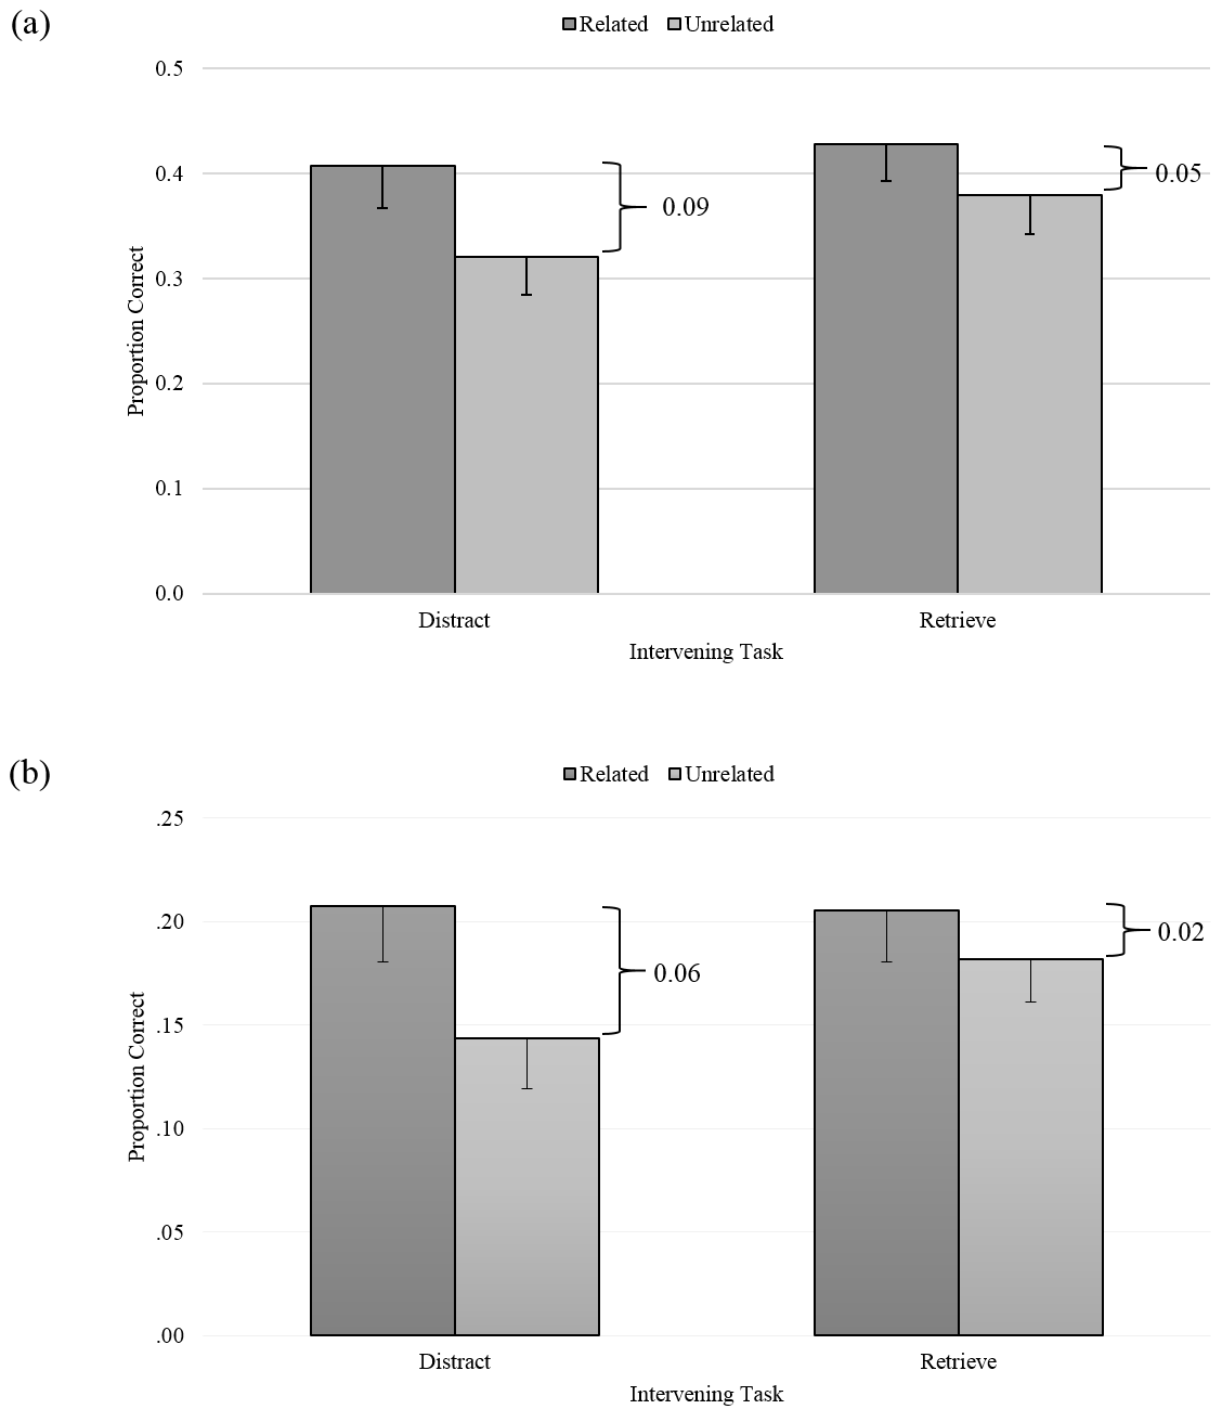 (a)
Related Unrelated
0.5
0.4
0.3
0.2
0.1
0.0
Proportion Correct
0.09
0.05
Distract Retrieve
Intervening Task
(b)
Related Unrelated
.25
.20
.15
.10
.05
.00
Proportion Correct
0.06
0.02
Distract Retrieve
Intervening Task